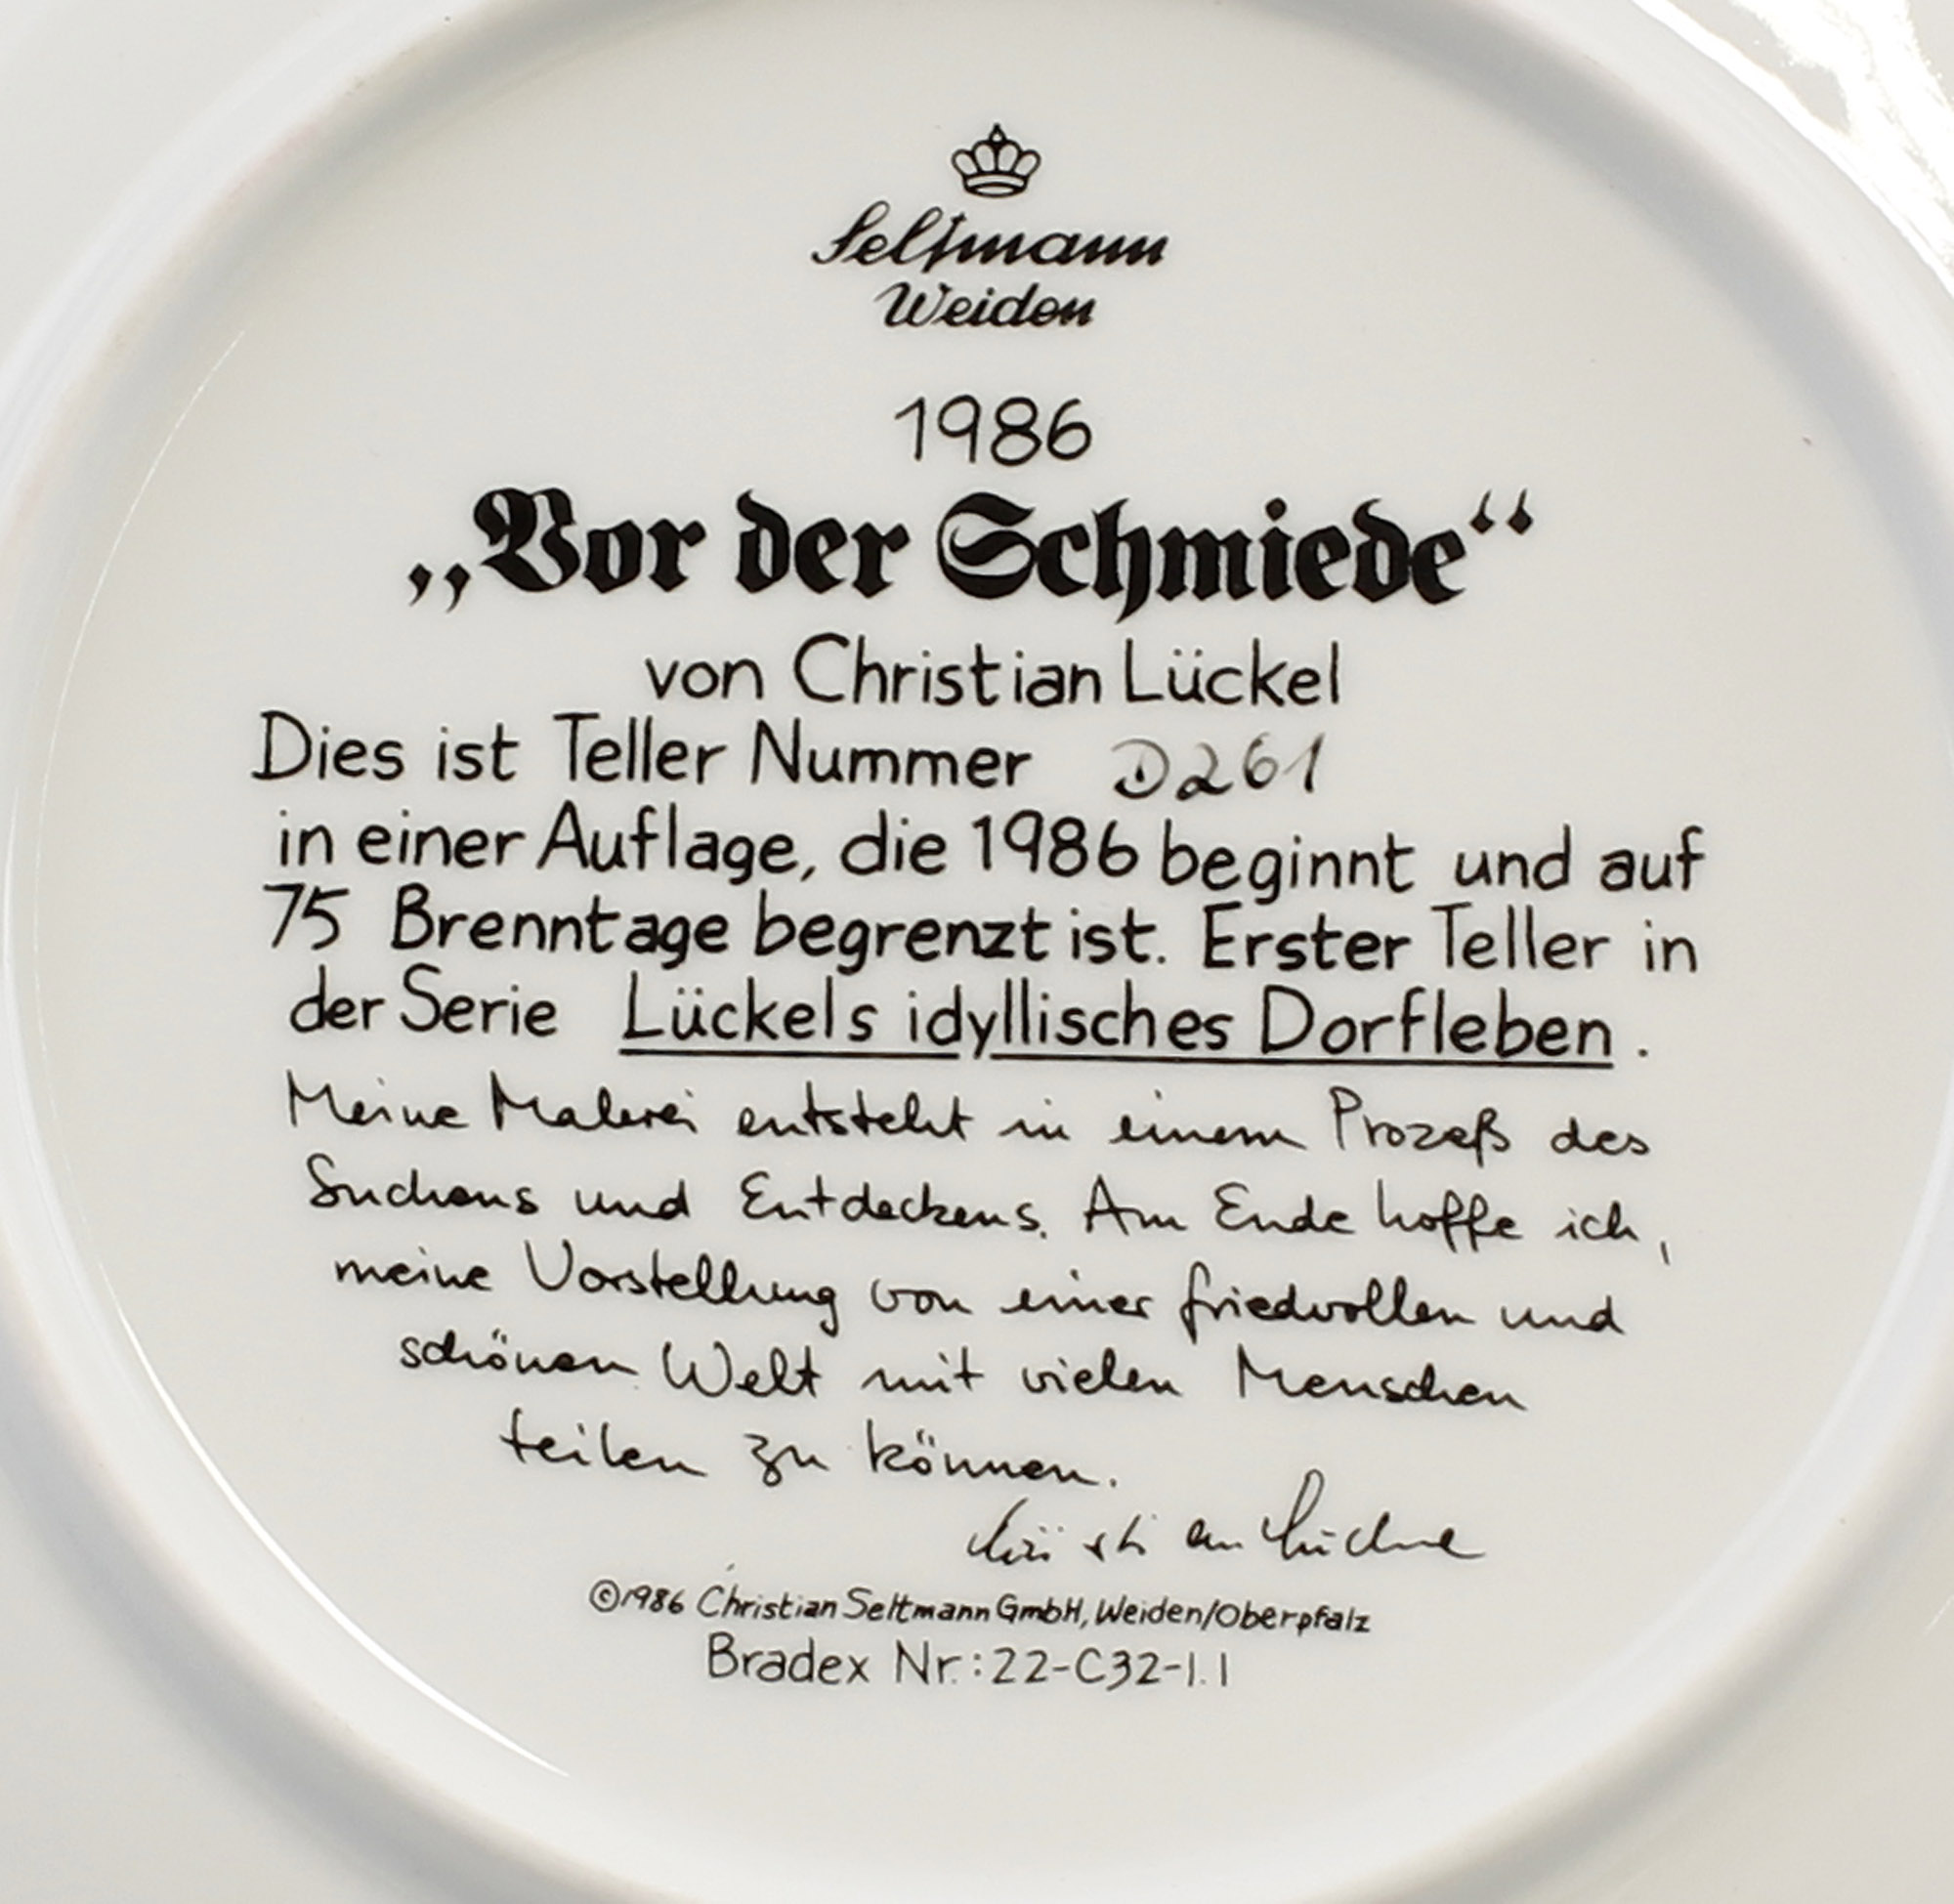 Seltmann
Weiden
1986
„Vor der Schmiede“
von Christian Lückel
Dies ist Teller Nummer D261
in einer Auflage, die 1986 beginnt und auf
75 Brenntage begrenzt ist. Erster Teller in
der Serie Lückels idyllisches Dorfleben.
Meine Malerei entsteht in einem Prozeß des
Suchens und Entdeckens. Am Ende hoffe ich,
meine Vorstellung von einer friedvollen und
schönen Welt mit vielen Menschen
teilen zu können.
Christian Lückel
©1986 Christian Seltmann GmbH, Weiden/Oberpfalz
Bradex Nr.: 22-C32-1.1